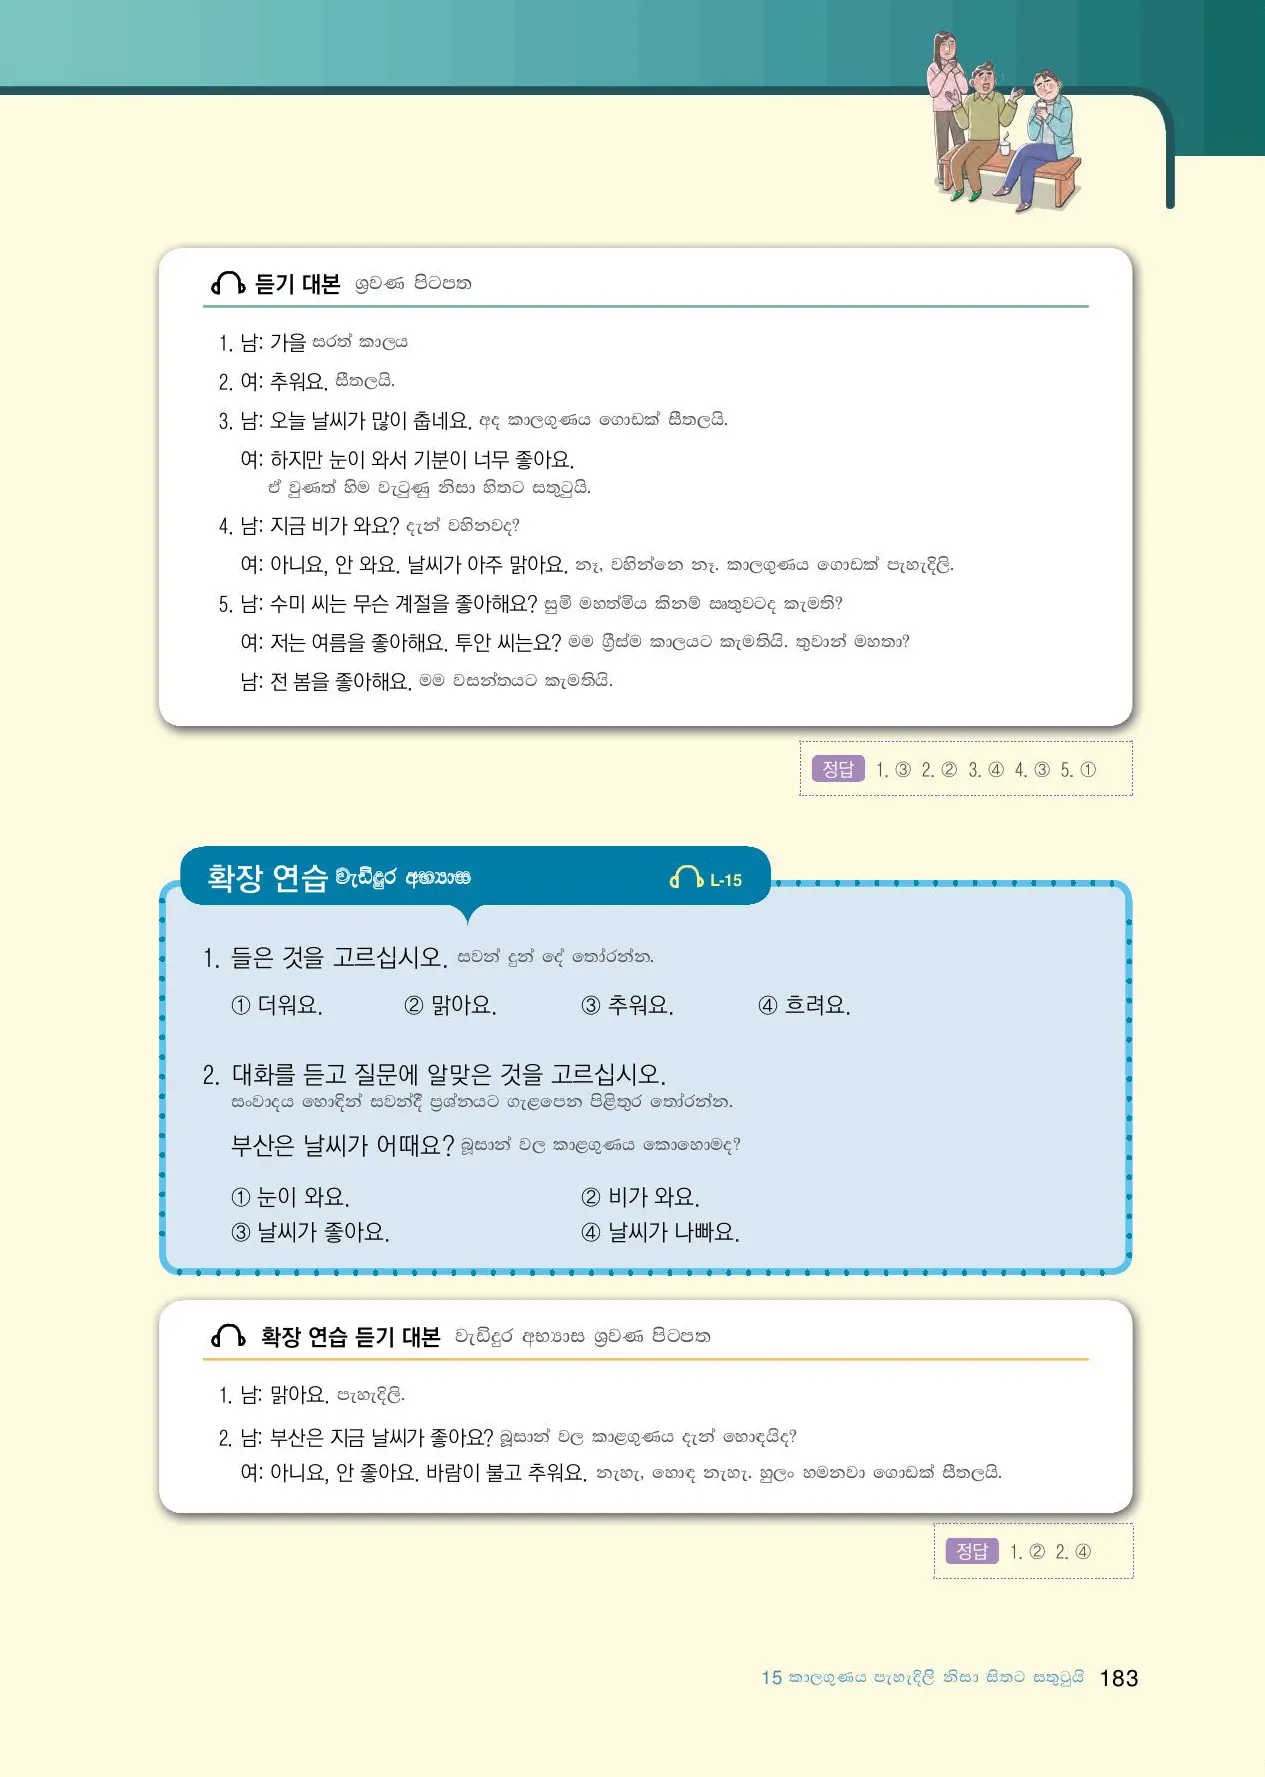 듣기 대본 ශ්‍රවණ පිටපත
1. 남: 가을 සරත් කාලය
2. 여: 추워요. සීතලයි.
3. 남: 오늘 날씨가 많이 춥네요. අද කාලගුණය ගොඩක් සීතලයි.
여: 하지만 눈이 와서 기분이 너무 좋아요.
ඒ වුණත් හිම වැටුණු නිසා හිතට සතුටුයි.
4. 남: 지금 비가 와요? දැන් වහිනවද?
여: 아니요, 안 와요. 날씨가 아주 맑아요. නෑ, වහින්නෙ නෑ. කාලගුණය ගොඩක් පැහැදිලි.
5. 남: 수미 씨는 무슨 계절을 좋아해요? සුමි මහත්මිය කිනම් ඍතුවටද කැමති?
여: 저는 여름을 좋아해요. 투안 씨는요? මම ග්‍රීස්ම කාලයට කැමතියි. තුවාන් මහතා?
남: 전 봄을 좋아해요. මම වසන්තයට කැමතියි.
정답 1. ③ 2. ② 3. ④ 4. ③ 5. ①
확장 연습 වැඩිදුර අභ්‍යාස L-15
1. 들은 것을 고르십시오. සවන් දුන් දේ තෝරන්න.
① 더워요. ② 맑아요. ③ 추워요. ④ 흐려요.
2. 대화를 듣고 질문에 알맞은 것을 고르십시오.
සංවාදය හොඳින් සවන්දී ප්‍රශ්නයට ගැළපෙන පිළිතුර තෝරන්න.
부산은 날씨가 어때요? බූසාන් වල කාළගුණය කොහොමද?
① 눈이 와요. ② 비가 와요.
③ 날씨가 좋아요. ④ 날씨가 나빠요.
확장 연습 듣기 대본 වැඩිදුර අභ්‍යාස ශ්‍රවණ පිටපත
1. 남: 맑아요. පැහැදිලි.
2. 남: 부산은 지금 날씨가 좋아요? බූසාන් වල කාළගුණය දැන් හොඳයිද?
여: 아니요, 안 좋아요. 바람이 불고 추워요. නැහැ, හොඳ නැහැ. හුලං හමනවා ගොඩක් සීතලයි.
정답 1. ② 2. ④
15 කාලගුණය පැහැදිලි නිසා සිතට සතුටුයි 183